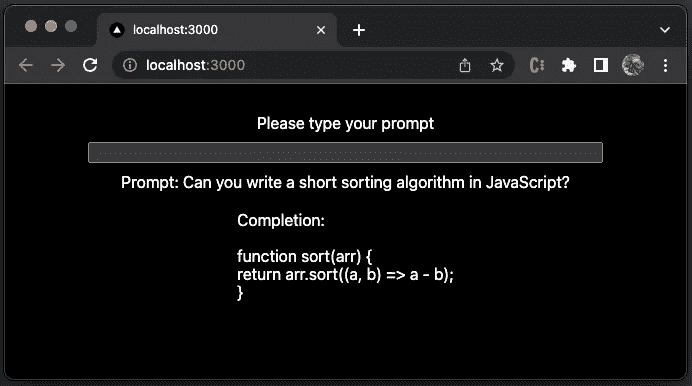 localhost:3000
localhost:3000
Please type your prompt
Prompt: Can you write a short sorting algorithm in JavaScript?
Completion:
function sort(arr) {
return arr.sort((a, b) => a - b);
}